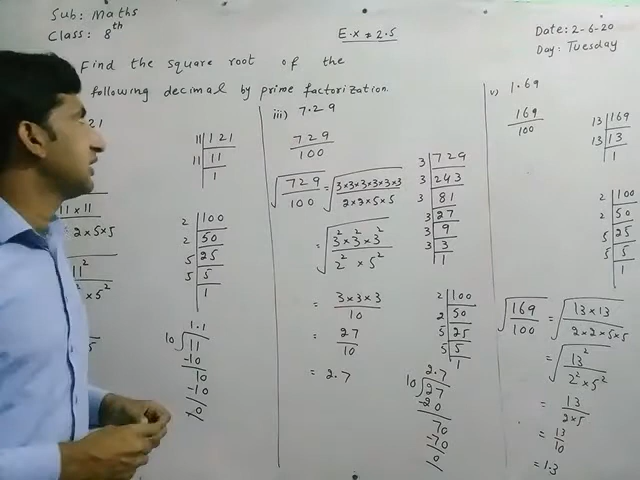 Sub: Maths
Class: 8th
E.X # 2.5
Date: 2-6-20
Day: Tuesday
Find the square root of the
following decimal by prime factorization.
21
11 | 121
11 | 11
1
11 × 11
2 × 5 × 5
11²
× 5²
2 | 100
2 | 50
5 | 25
5 | 5
1
5
1.1
10 √11
-10
10
-10
0
iii) 7.29
729
100
√729/100 = √3×3×3×3×3×3/2×2×5×5
= √3²×3²×3²/2²×5²
= 3×3×3/10
= 27/10
= 2.7
3 | 729
3 | 243
3 | 81
3 | 27
3 | 9
3 | 3
1
2 | 100
2 | 50
5 | 25
5 | 5
1
2.7
10 √27
-20
70
-70
0
v) 1.69
169
100
13 | 169
13 | 13
1
2 | 100
2 | 50
5 | 25
5 | 5
1
√169/100 = √13×13/2×2×5×5
= √13²/2²×5²
= 13/2×5
= 13/10
= 1.3